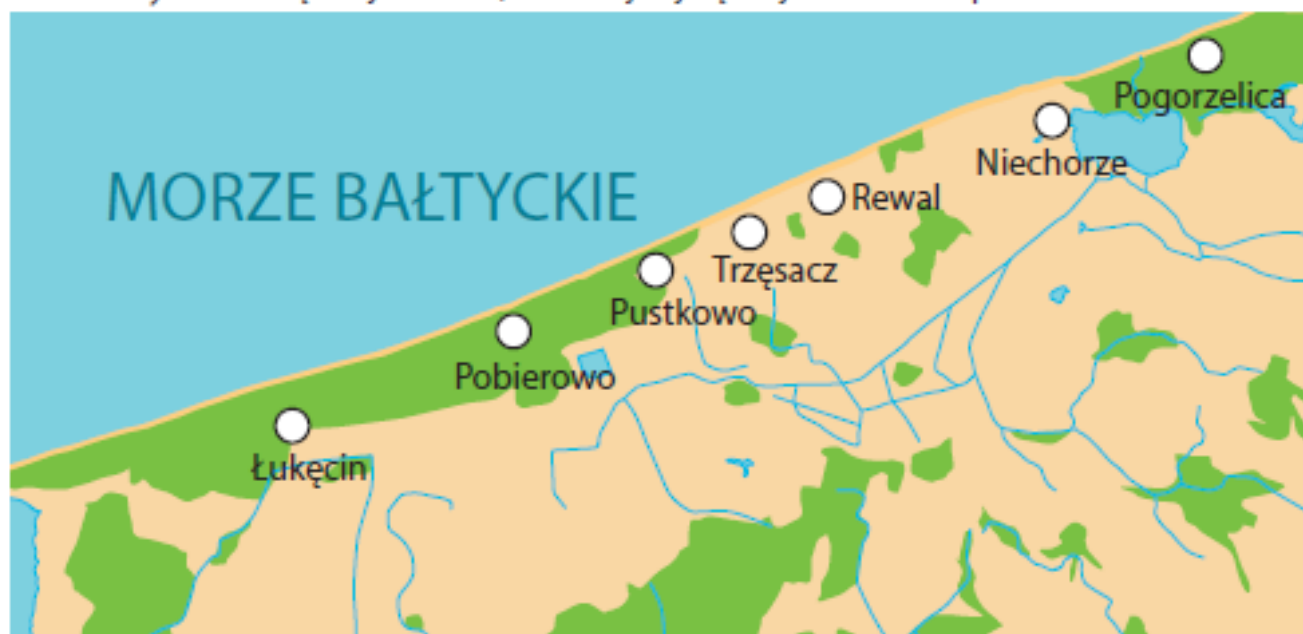 Pogorzelica
Niechorze
MORZE BAŁTYCKIE
Rewal
Trzęsacz
Pustkowo
Pobierowo
Łukęcin